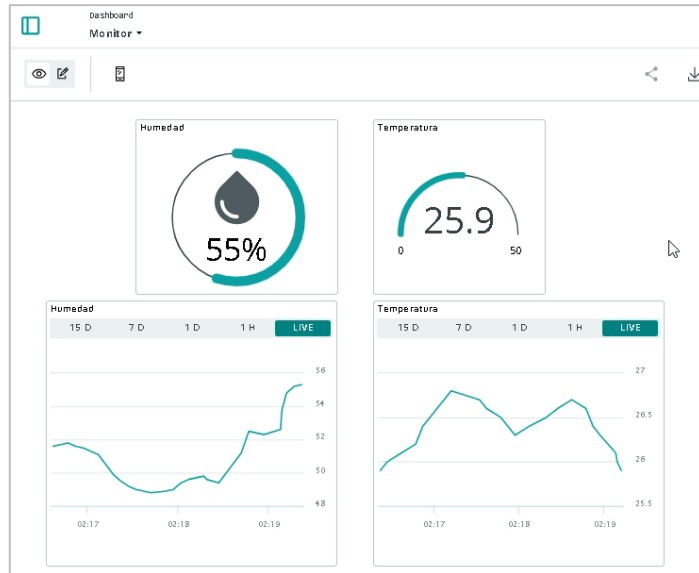 Dashboard
Monitor
Humedad
55%
Temperatura
25.9
0 50
Humedad
15 D 7 D 1 D 1 H LIVE
56
54
52
50
48
02:17 02:18 02:19
Temperatura
15 D 7 D 1 D 1 H LIVE
27
26.5
26
25.5
02:17 02:18 02:19